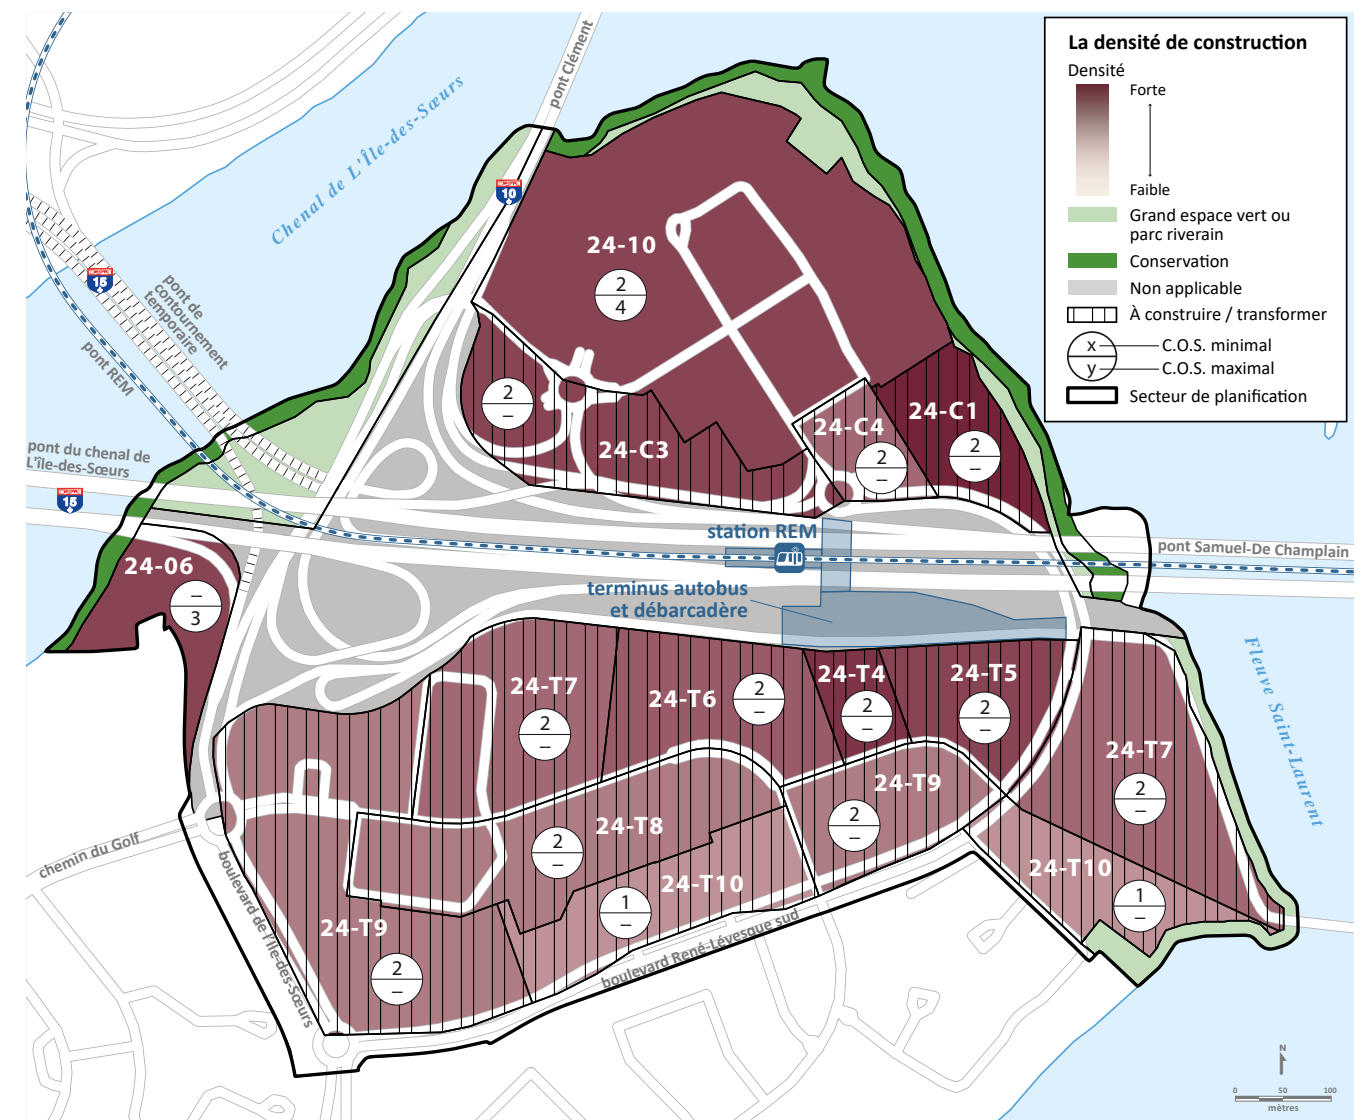 La densité de construction
Densité
Forte
Faible
Grand espace vert ou
parc riverain
Conservation
Non applicable
À construire / transformer
x
C.O.S. minimal
y
C.O.S. maximal
Secteur de planification
pont Clément
Chenal de L'Île-des-Sœurs
10
15
pont de
contournement
temporaire
pont REM
pont du chenal de
L'île-des-Sœurs
15
24-10
2
4
2
–
24-C3
24-C4
2
–
24-C1
2
–
station REM
pont Samuel-De Champlain
terminus autobus
et débarcadère
24-06
–
3
24-T7
2
–
24-T6
2
–
24-T4
2
–
24-T5
2
–
24-T7
2
–
24-T9
2
–
24-T8
2
–
24-T10
1
–
24-T10
1
–
24-T9
2
–
chemin du Golf
boulevard de l'Île-des-Sœurs
boulevard René-Lévesque sud
Fleuve Saint-Laurent
N
0 50 100
mètres